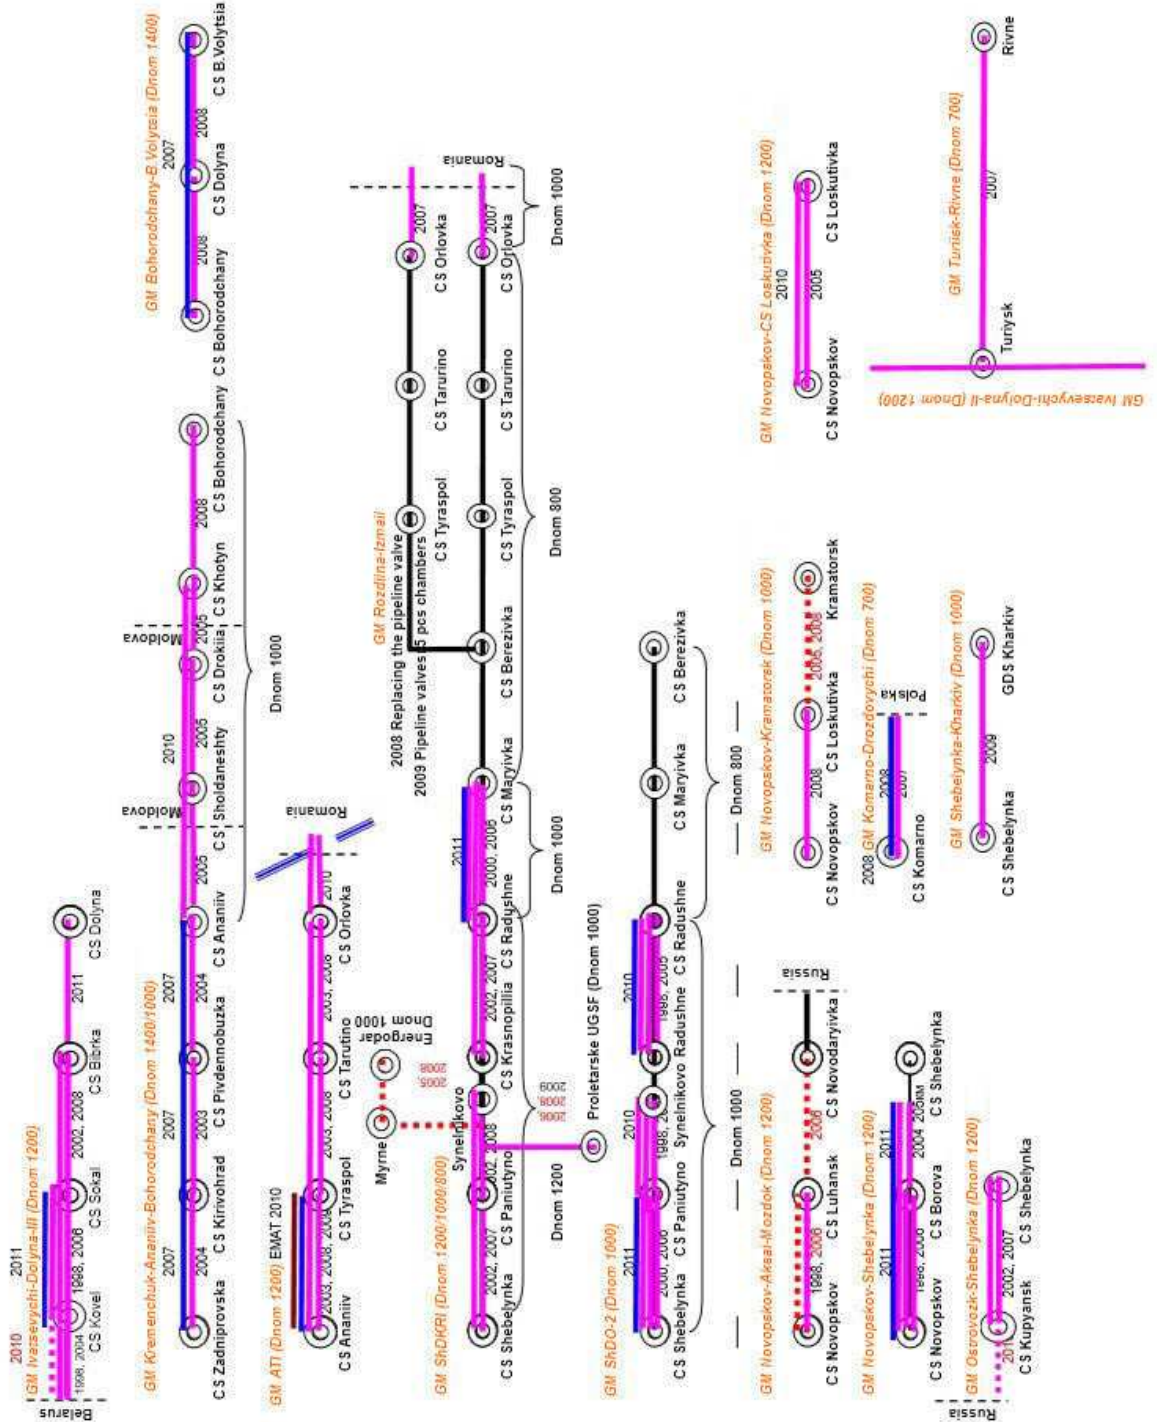 2010
2011
GM Ivazsevychi-Dolyna-III (Dnom 1200)
Belarus
1998, 2004
CS Kovel
1998, 2006
CS Sokal
2002, 2008
CS Bibrka
2011
CS Dolyna
GM Kremenchuk-Ananiiv-Bohorodchany (Dnom 1400/1000)
2007
2007
2007
2010
CS Zadniprovska
2004
CS Kirivohrad
2003
CS Pivdennobuzka
2004
CS Ananiiv
2005
Moldova
CS Sholdaneshty
2005
CS Drokiia
2005
Moldova
CS Khotyn
2008
CS Bohorodchany
Dnom 1000
GM Bohorodchany-B.Volytsia (Dnom 1400)
2007
CS Bohorodchany
2008
CS Dolyna
2008
CS B.Volytsia
GM ATI (Dnom 1200)
EMAT 2010
CS Ananiiv
2003, 2008, 2009
CS Tyraspol
2003, 2008
CS Tarutino
2003, 2008
CS Orlovka
2010
Romania
Myrne
Energodar
Dnom 1000
2005,
2008
GM Rozdilna-Izmail
2008 Replacing the pipeline valve
2009 Pipeline valves 5 pcs chambers
CS Tyraspol
CS Tarurino
CS Orlovka
2007
Romania
GM ShDKRI (Dnom 1200/1000/800)
CS Shebelynka
2002, 2007
CS Paniutyno
2002, 2008
Synelnikovo
2006
2008
2009
CS Krasnopillia
2002, 2007
CS Radushne
2011
2000, 2006
CS Maryivka
CS Berezivka
CS Tyraspol
CS Tarurino
CS Orlovka
2007
Dnom 1200
Dnom 1000
Dnom 800
Dnom 1000
Proletarske UGSF (Dnom 1000)
GM ShDO-2 (Dnom 1000)
2011
2010
2010
CS Shebelynka
2000, 2006
CS Paniutyno
Synelnikovo
Radushne
1998, 2005
CS Radushne
CS Maryivka
CS Berezivka
Dnom 1000
Dnom 800
GM Novopskov-Aksai-Mozdok (Dnom 1200)
CS Novopskov
1998, 2006
CS Luhansk
2006
CS Novodaryivka
Russia
GM Novopskov-Kramatorsk (Dnom 1000)
CS Novopskov
2008
CS Loskutivka
2005, 2008
Kramatorsk
GM Novopskov-CS Loskutivka (Dnom 1200)
2010
CS Novopskov
2005
CS Loskutivka
GM Novopskov-Shebelynka (Dnom 1200)
2011
2011
CS Novopskov
1998, 2006
CS Borova
2004
CS Shebelynka
2008
GM Komarno-Drozdovychi (Dnom 700)
2008
2007
CS Komarno
Polska
GM Turiisk-Rivne (Dnom 700)
Turiysk
2007
Rivne
GM Ivatsevychi-Dolyna-II (Dnom 1200)
GM Ostrovozk-Shebelynka (Dnom 1200)
Russia
CS Kupyansk
2002, 2007
CS Shebelynka
GM Shebelynka-Kharkiv (Dnom 1000)
CS Shebelynka
2009
GDS Kharkiv